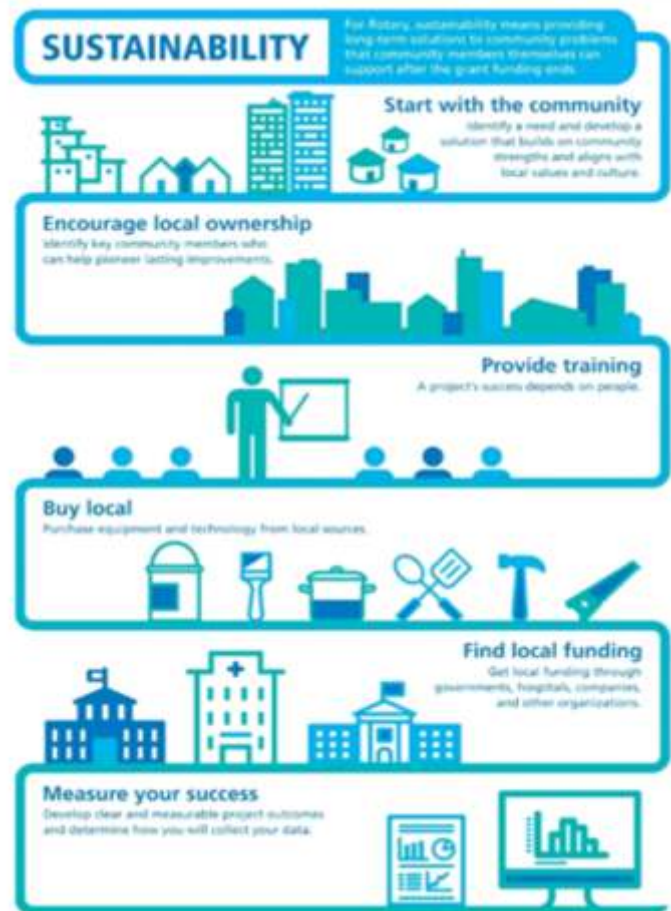 SUSTAINABILITY
For Rotary, sustainability means providing
long-term solutions to community problems
that community members themselves can
support after the grant funding ends.
Start with the community
Identify a need and develop a
solution that builds on community
strengths and aligns with
local values and culture.
Encourage local ownership
Identify key community members who
can help pioneer lasting improvements.
Provide training
A project's success depends on people.
Buy local
Purchase equipment and technology from local sources.
Find local funding
Get local funding through
governments, hospitals, companies,
and other organizations.
Measure your success
Develop clear and measurable project outcomes
and determine how you will collect your data.